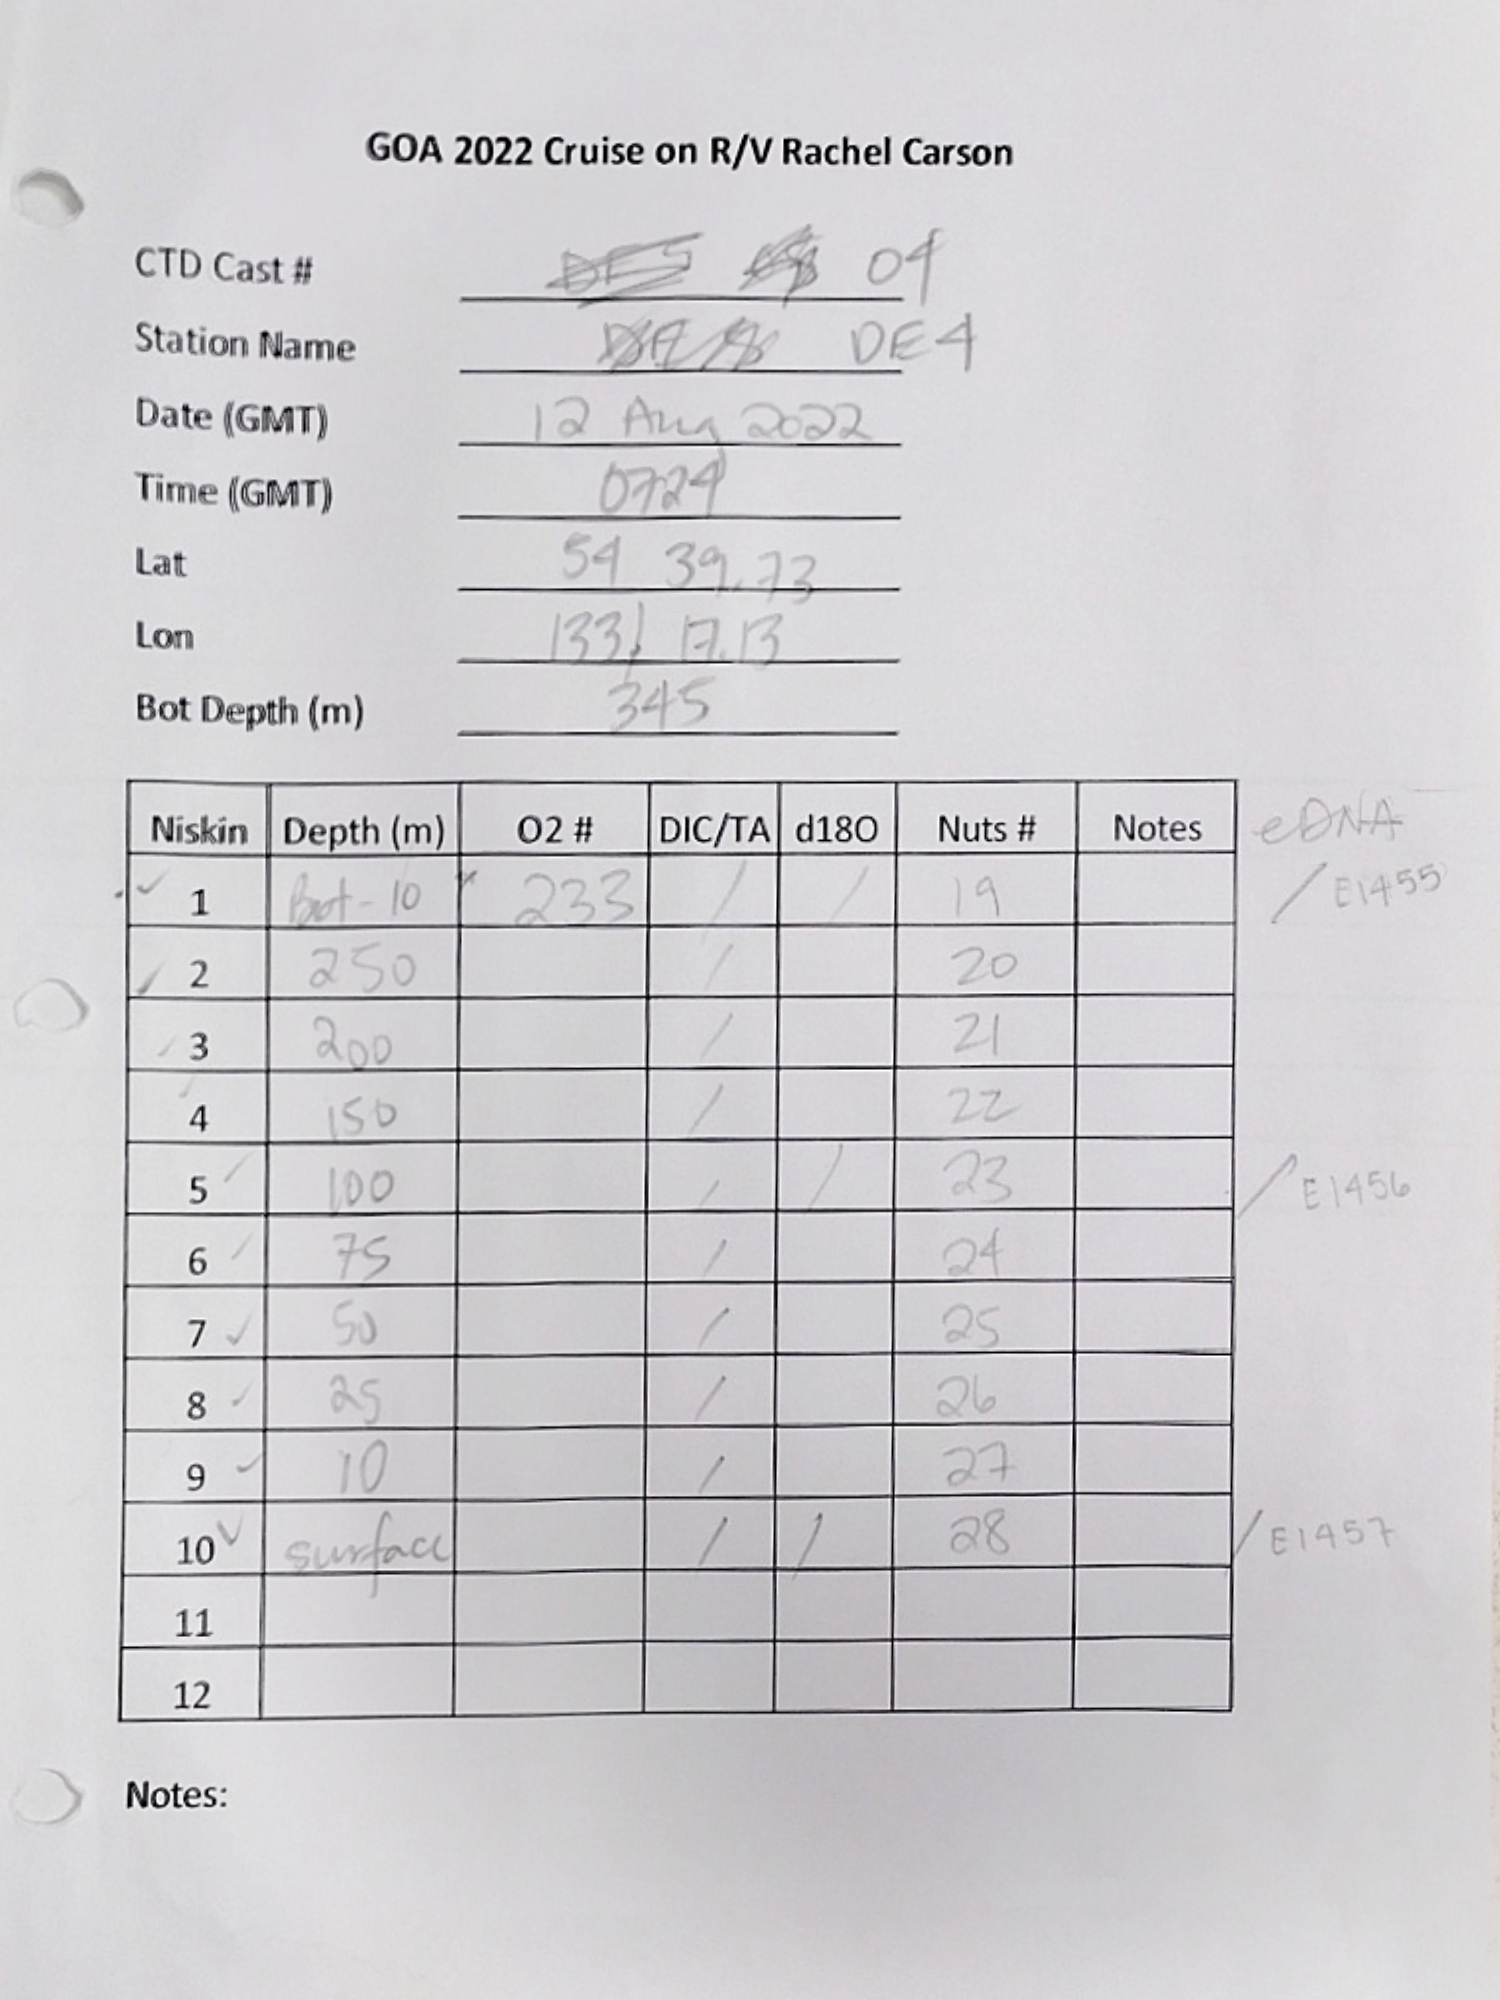 GOA 2022 Cruise on R/V Rachel Carson
CTD Cast # 04
Station Name DE4
Date (GMT) 12 Aug 2022
Time (GMT) 0724
Lat 54 39.73
Lon 133 17.13
Bot Depth (m) 345
Niskin Depth (m) O2 # DIC/TA d18O Nuts # Notes eDNA
✓ 1 Bot-10 * 233 / / 19 / E1455
✓ 2 250 / 20
✓ 3 200 / 21
/ 4 150 / 22
5 / 100 / / 23 / E1456
6 / 75 / 24
7 ✓ 50 / 25
8 ✓ 25 / 26
9 ✓ 10 / 27
10 ✓ surface / / 28 / E1457
11
12
Notes: